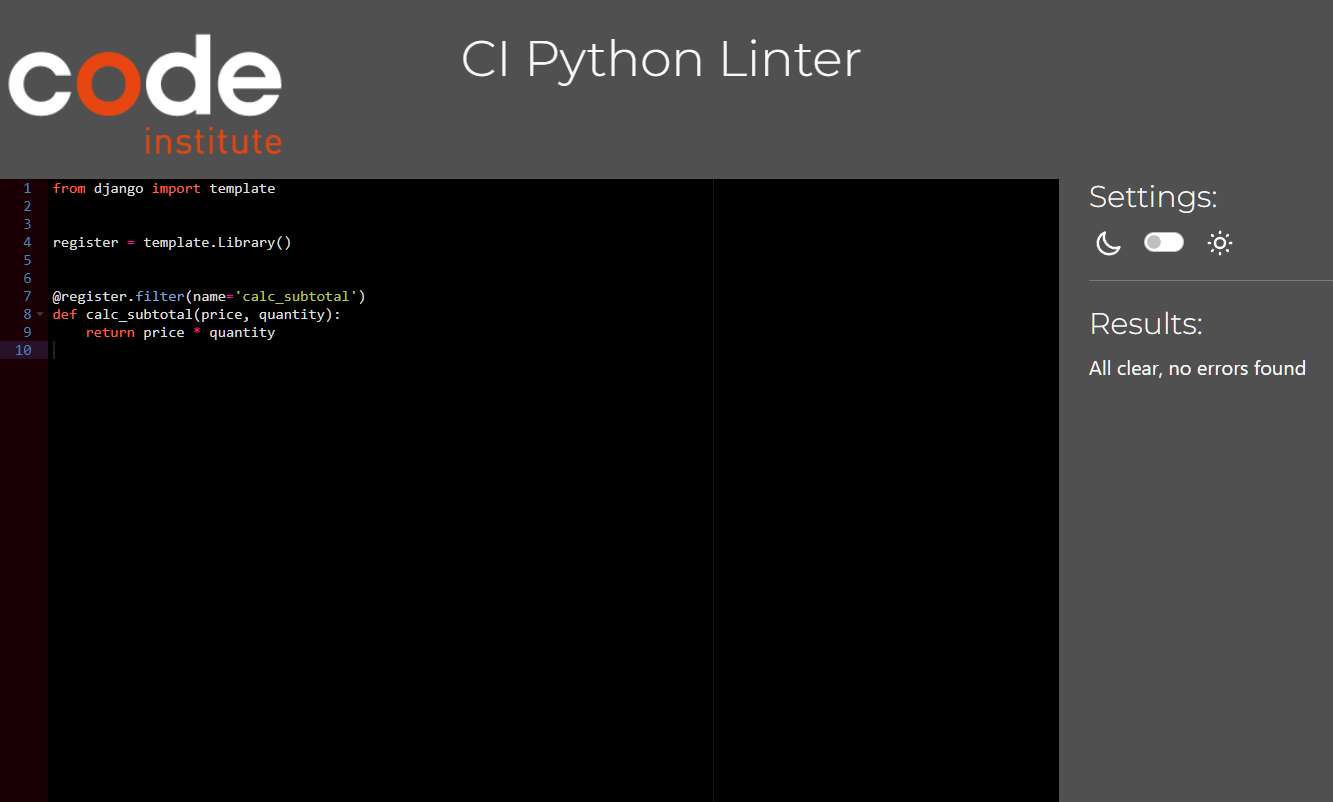 code
institute
CI Python Linter
1 from django import template
2
3
4 register = template.Library()
5
6
7 @register.filter(name='calc_subtotal')
8 def calc_subtotal(price, quantity):
9     return price * quantity
10
Settings:
Results:
All clear, no errors found